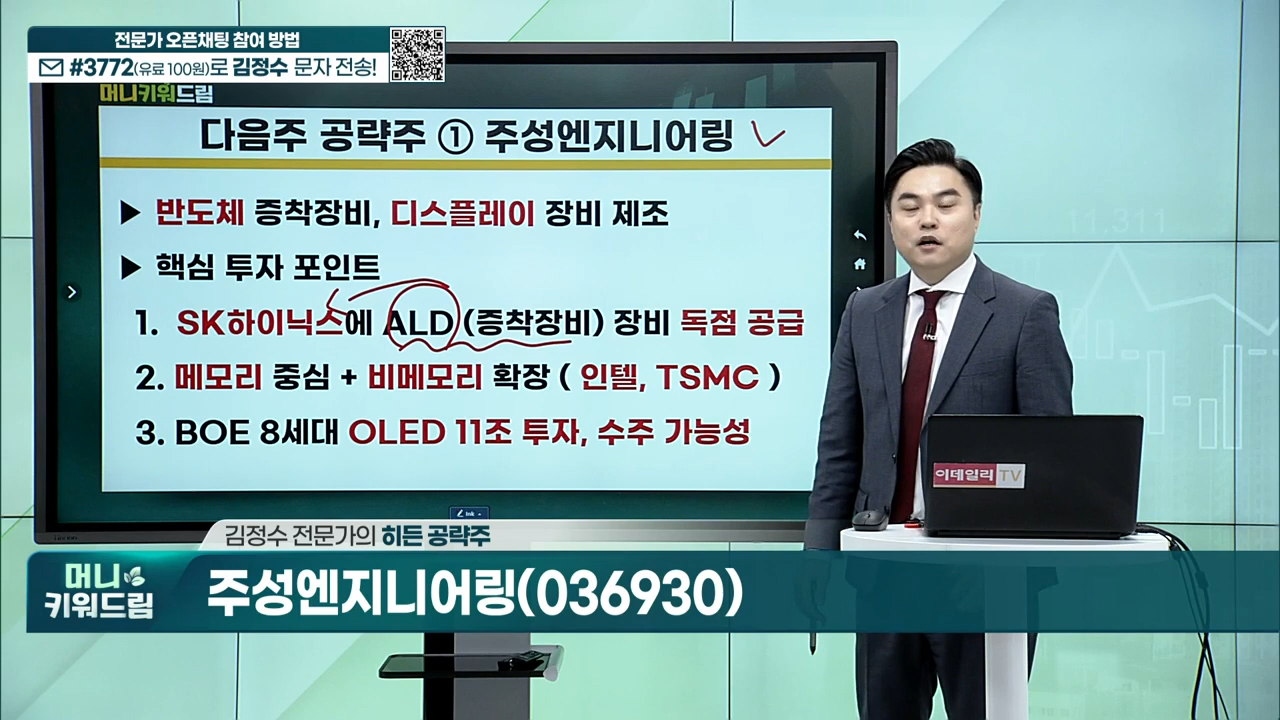 전문가 오픈채팅 참여 방법
#3772(유료 100원)로 김정수 문자 전송!
머니키워드림
다음주 공략주 ① 주성엔지니어링
▶ 반도체 증착장비, 디스플레이 장비 제조
▶ 핵심 투자 포인트
1. SK하이닉스에 ALD (증착장비) 장비 독점 공급
2. 메모리 중심 + 비메모리 확장 ( 인텔, TSMC )
3. BOE 8세대 OLED 11조 투자, 수주 가능성
11.311
이데일리 TV
Ink
김정수 전문가의 히든 공략주
머니
키워드림
주성엔지니어링(036930)